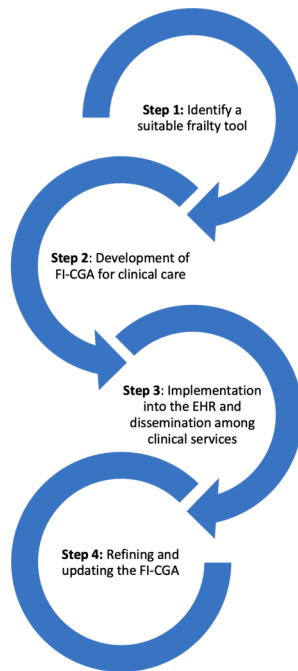 Step 1: Identify a
suitable frailty tool
Step 2: Development of
FI-CGA for clinical care
Step 3: Implementation
into the EHR and
dissemination among
clinical services
Step 4: Refining and
updating the FI-CGA